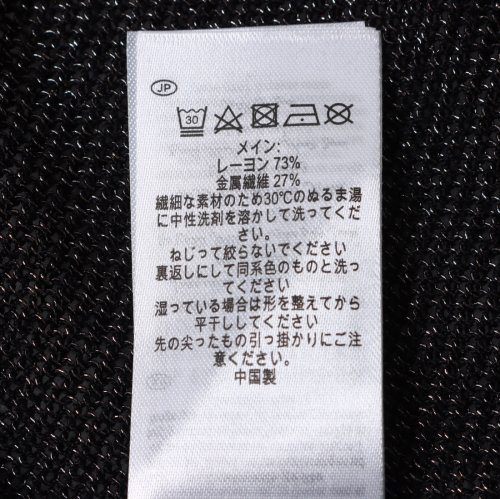 JP
30
メイン:
レーヨン 73%
金属繊維 27%
繊細な素材のため30℃のぬるま湯
に中性洗剤を溶かして洗ってくだ
さい。
ねじって絞らないでください
裏返しにして同系色のものと洗っ
てください
湿っている場合は形を整えてから
平干ししてください
先の尖ったもの引っ掛かりにご注
意ください。
中国製